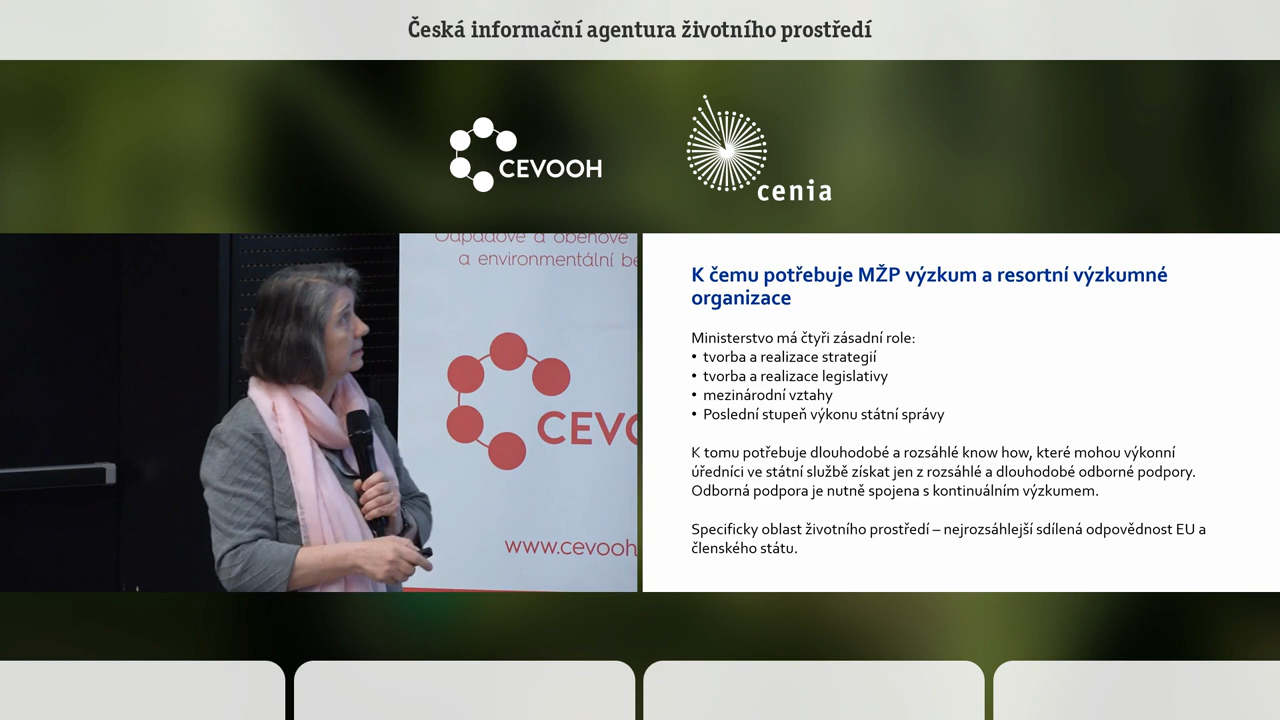 Česká informační agentura životního prostředí
CEVOOH
cenia
Odpadové a oběhové
a environmentální be
CEVO
www.cevooh
K čemu potřebuje MŽP výzkum a resortní výzkumné
organizace
Ministerstvo má čtyři zásadní role:
• tvorba a realizace strategií
• tvorba a realizace legislativy
• mezinárodní vztahy
• Poslední stupeň výkonu státní správy
K tomu potřebuje dlouhodobé a rozsáhlé know how, které mohou výkonní
úředníci ve státní službě získat jen z rozsáhlé a dlouhodobé odborné podpory.
Odborná podpora je nutně spojena s kontinuálním výzkumem.
Specificky oblast životního prostředí – nejrozsáhlejší sdílená odpovědnost EU a
členského státu.